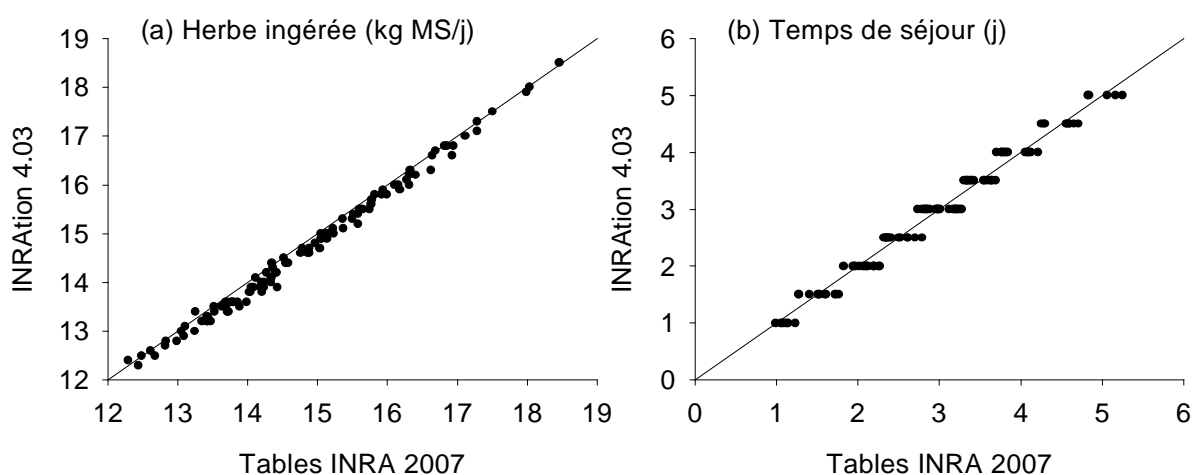 (a) Herbe ingérée (kg MS/j)
19
18
17
16
15
14
13
12
INRAtion 4.03
12 13 14 15 16 17 18 19
Tables INRA 2007
(b) Temps de séjour (j)
6
5
4
3
2
1
0
INRAtion 4.03
0 1 2 3 4 5 6
Tables INRA 2007